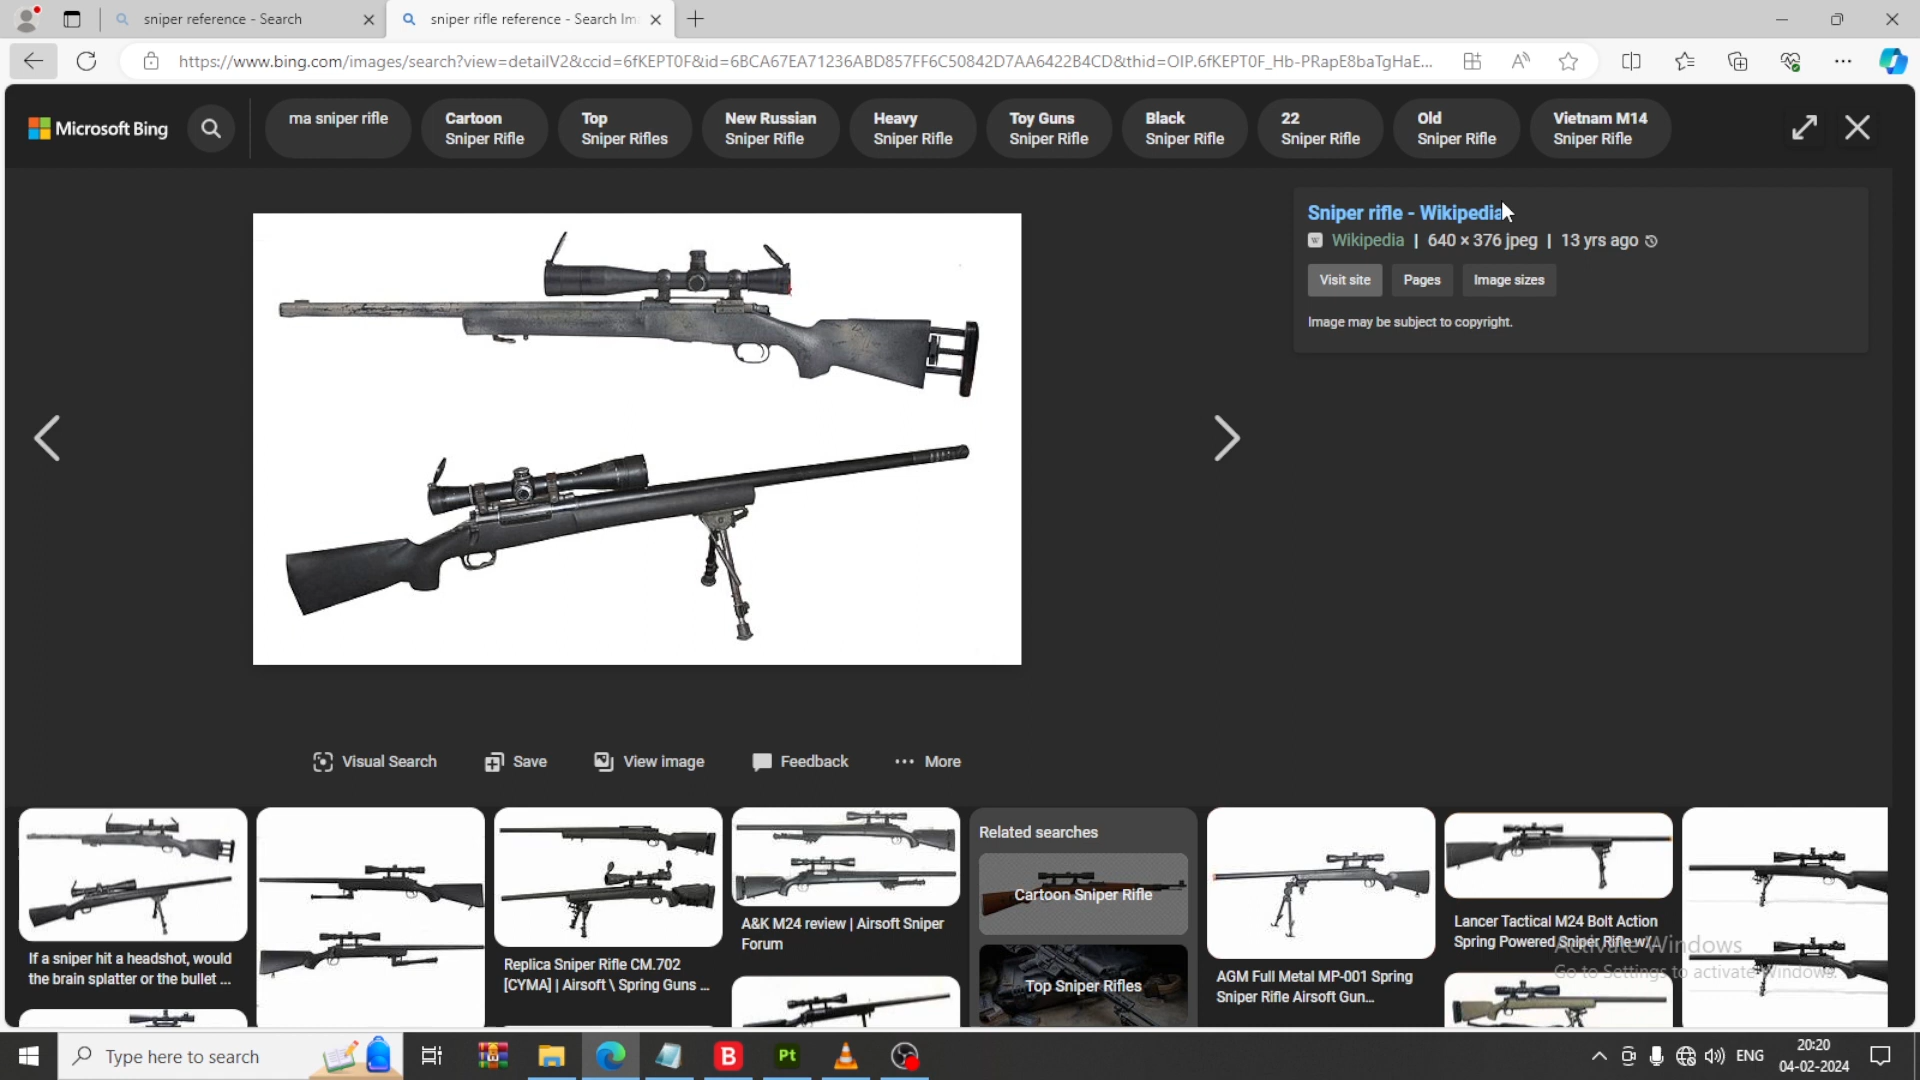 sniper reference - Search
sniper rifle reference - Search Im
https://www.bing.com/images/search?view=detailV2&ccid=6fKEPT0F&id=6BCA67EA71236ABD857FF6C50842D7AA6422B4CD&thid=OIP.6fKEPT0F_Hb-PRapE8baTgHaE...
Microsoft Bing
ma sniper rifle
Cartoon
Sniper Rifle
Top
Sniper Rifles
New Russian
Sniper Rifle
Heavy
Sniper Rifle
Toy Guns
Sniper Rifle
Black
Sniper Rifle
22
Sniper Rifle
Old
Sniper Rifle
Vietnam M14
Sniper Rifle
Sniper rifle - Wikipedia
W Wikipedia | 640 × 376 jpeg | 13 yrs ago
Visit site
Pages
Image sizes
Image may be subject to copyright.
Visual Search
Save
View image
Feedback
More
If a sniper hit a headshot, would
the brain splatter or the bullet ...
Replica Sniper Rifle CM.702
[CYMA] | Airsoft \ Spring Guns ...
A&K M24 review | Airsoft Sniper
Forum
Related searches
Cartoon Sniper Rifle
Top Sniper Rifles
AGM Full Metal MP-001 Spring
Sniper Rifle Airsoft Gun...
Lancer Tactical M24 Bolt Action
Spring Powered Sniper Rifle w/...
Activate Windows
Go to Settings to activate Windows.
Type here to search
B
Pt
ENG
20:20
04-02-2024